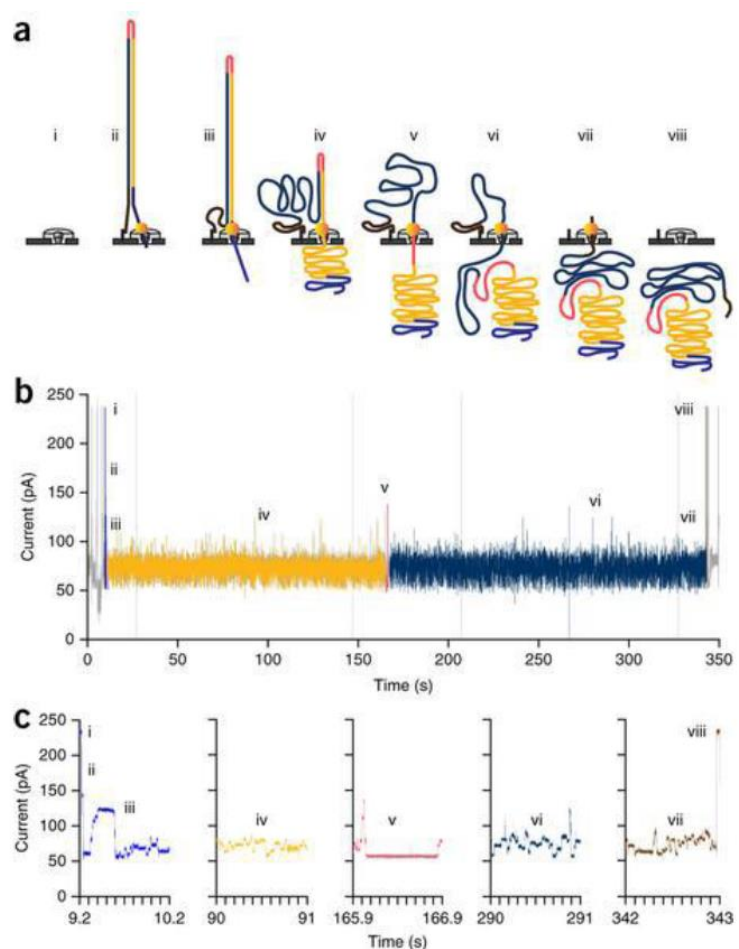 a
i ii iii iv v vi vii viii
b
250
200
150
100
50
0
Current (pA)
i
ii
iii
iv
v
vi
vii
viii
0 50 100 150 200 250 300 350
Time (s)
c
250
200
150
100
50
0
Current (pA)
i
ii
iii
iv
v
vi
vii
viii
9.2 10.2 90 91 165.9 166.9 290 291 342 343
Time (s)